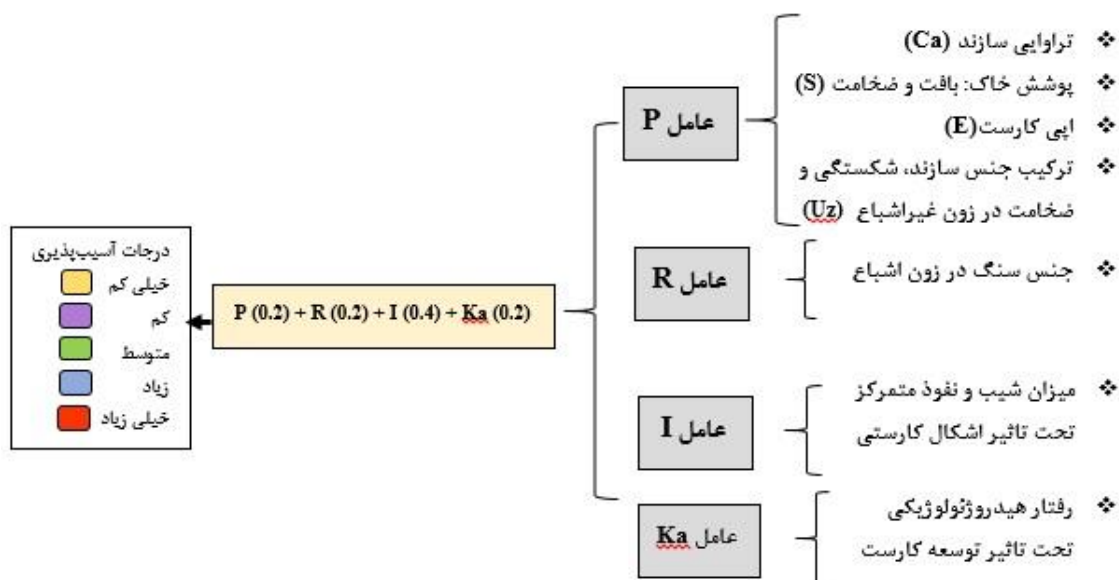 ❖ تراوایی سازند (Ca)
❖ پوشش خاک: بافت و ضخامت (S)
❖ اپی کارست(E)
❖ ترکیب جنس سازند، شکستگی و
ضخامت در زون غیراشباع (Uz)
عامل P
❖ جنس سنگ در زون اشباع
عامل R
❖ میزان شیب و نفوذ متمرکز
تحت تاثیر اشکال کارستی
عامل I
❖ رفتار هیدروژئولوژیکی
تحت تاثیر توسعه کارست
عامل Ka
P (0.2) + R (0.2) + I (0.4) + Ka (0.2)
درجات آسیب‌پذیری
خیلی کم
کم
متوسط
زیاد
خیلی زیاد